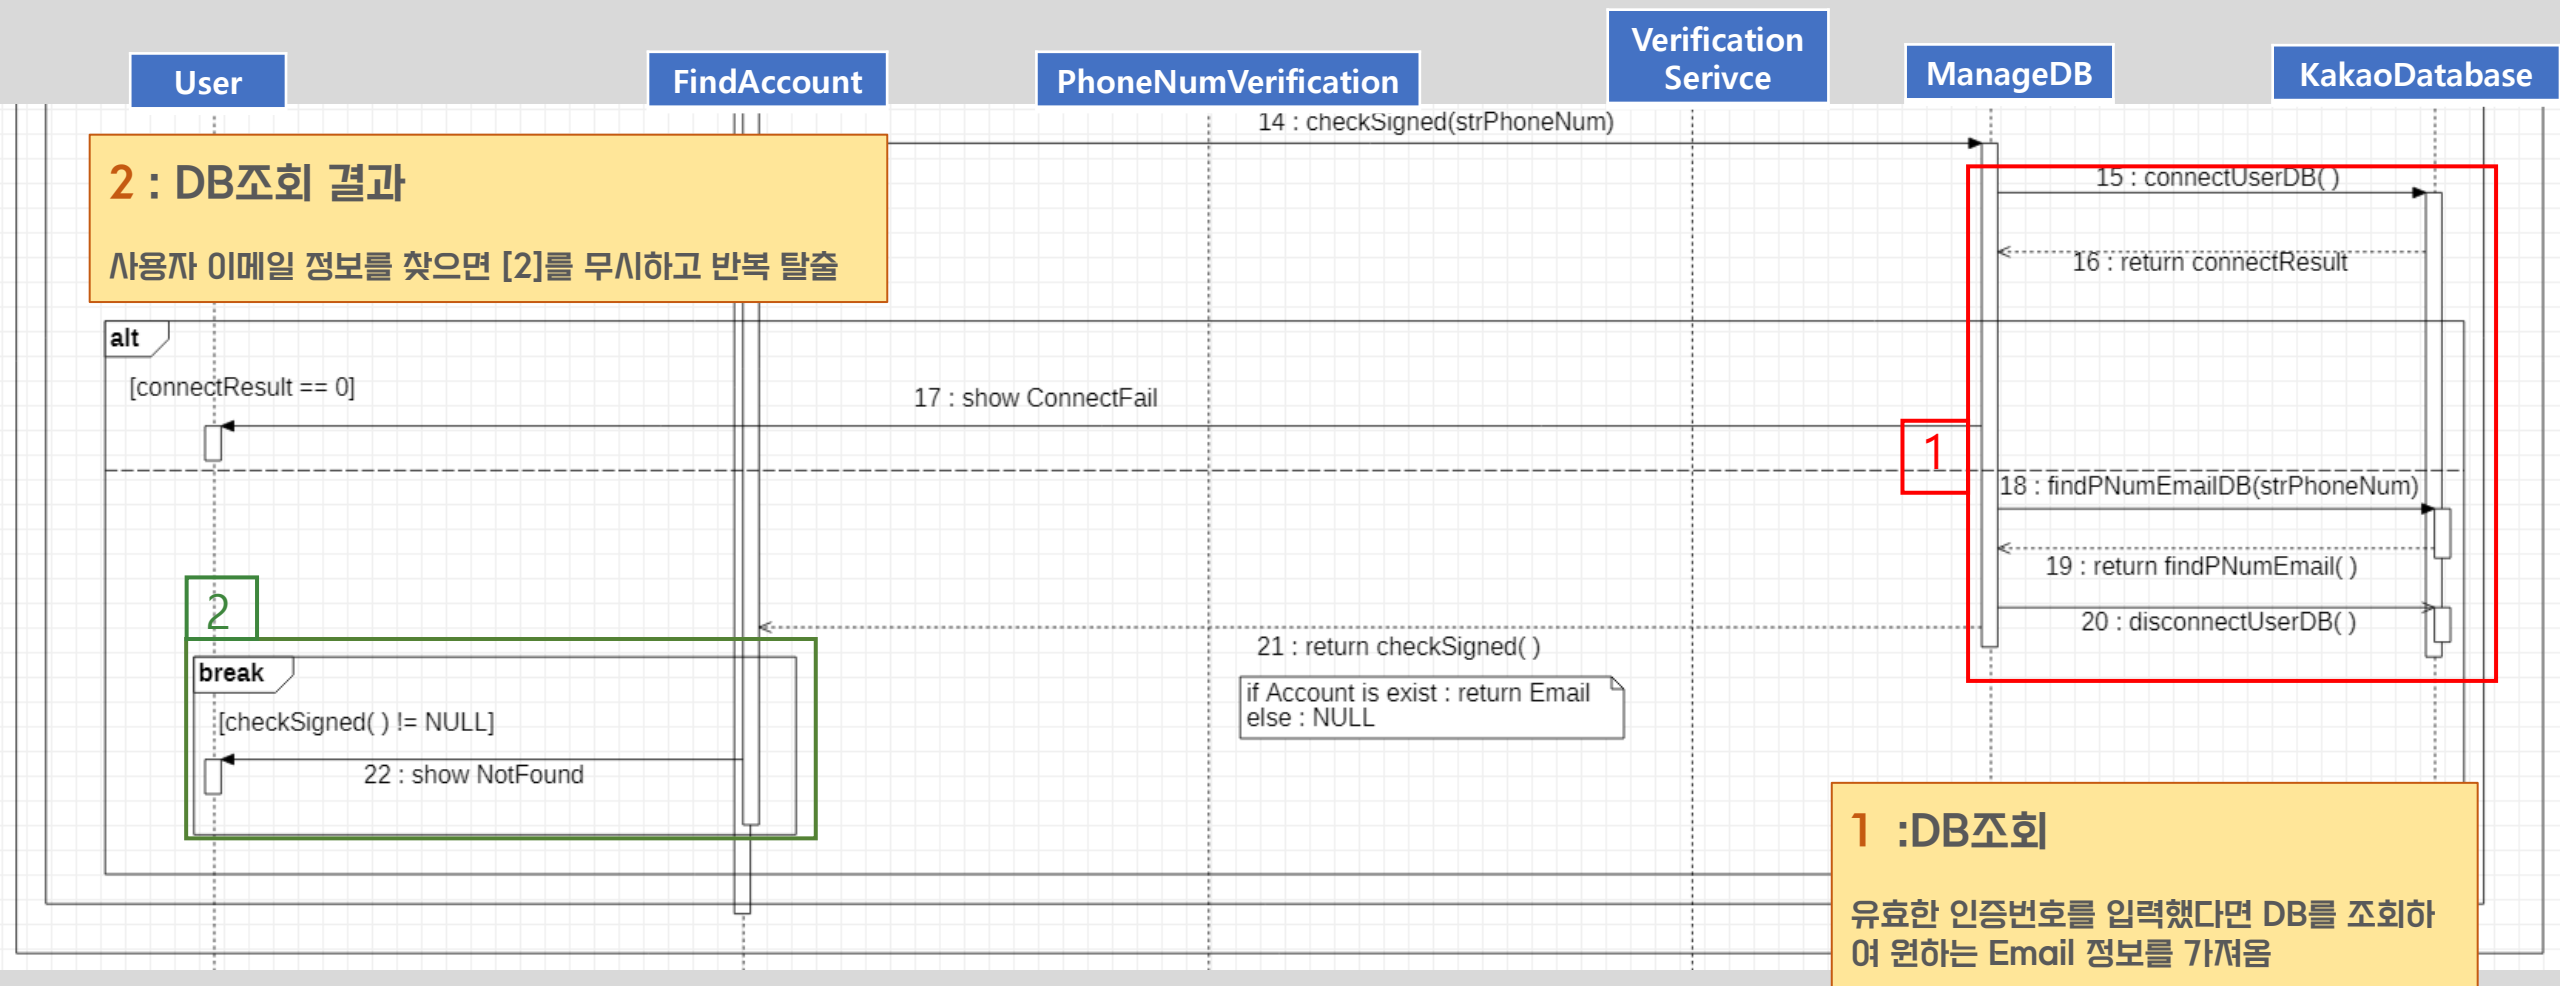 User
FindAccount
PhoneNumVerification
Verification
Serivce
ManageDB
KakaoDatabase
14 : checkSigned(strPhoneNum)
2 : DB조회 결과
사용자 이메일 정보를 찾으면 [2]를 무시하고 반복 탈출
15 : connectUserDB( )
16 : return connectResult
alt
[connectResult == 0]
17 : show ConnectFail
1
18 : findPNumEmailDB(strPhoneNum)
19 : return findPNumEmail( )
2
20 : disconnectUserDB( )
21 : return checkSigned( )
break
if Account is exist : return Email
else : NULL
[checkSigned( ) != NULL]
22 : show NotFound
1 :DB조회
유효한 인증번호를 입력했다면 DB를 조회하
여 원하는 Email 정보를 가져옴